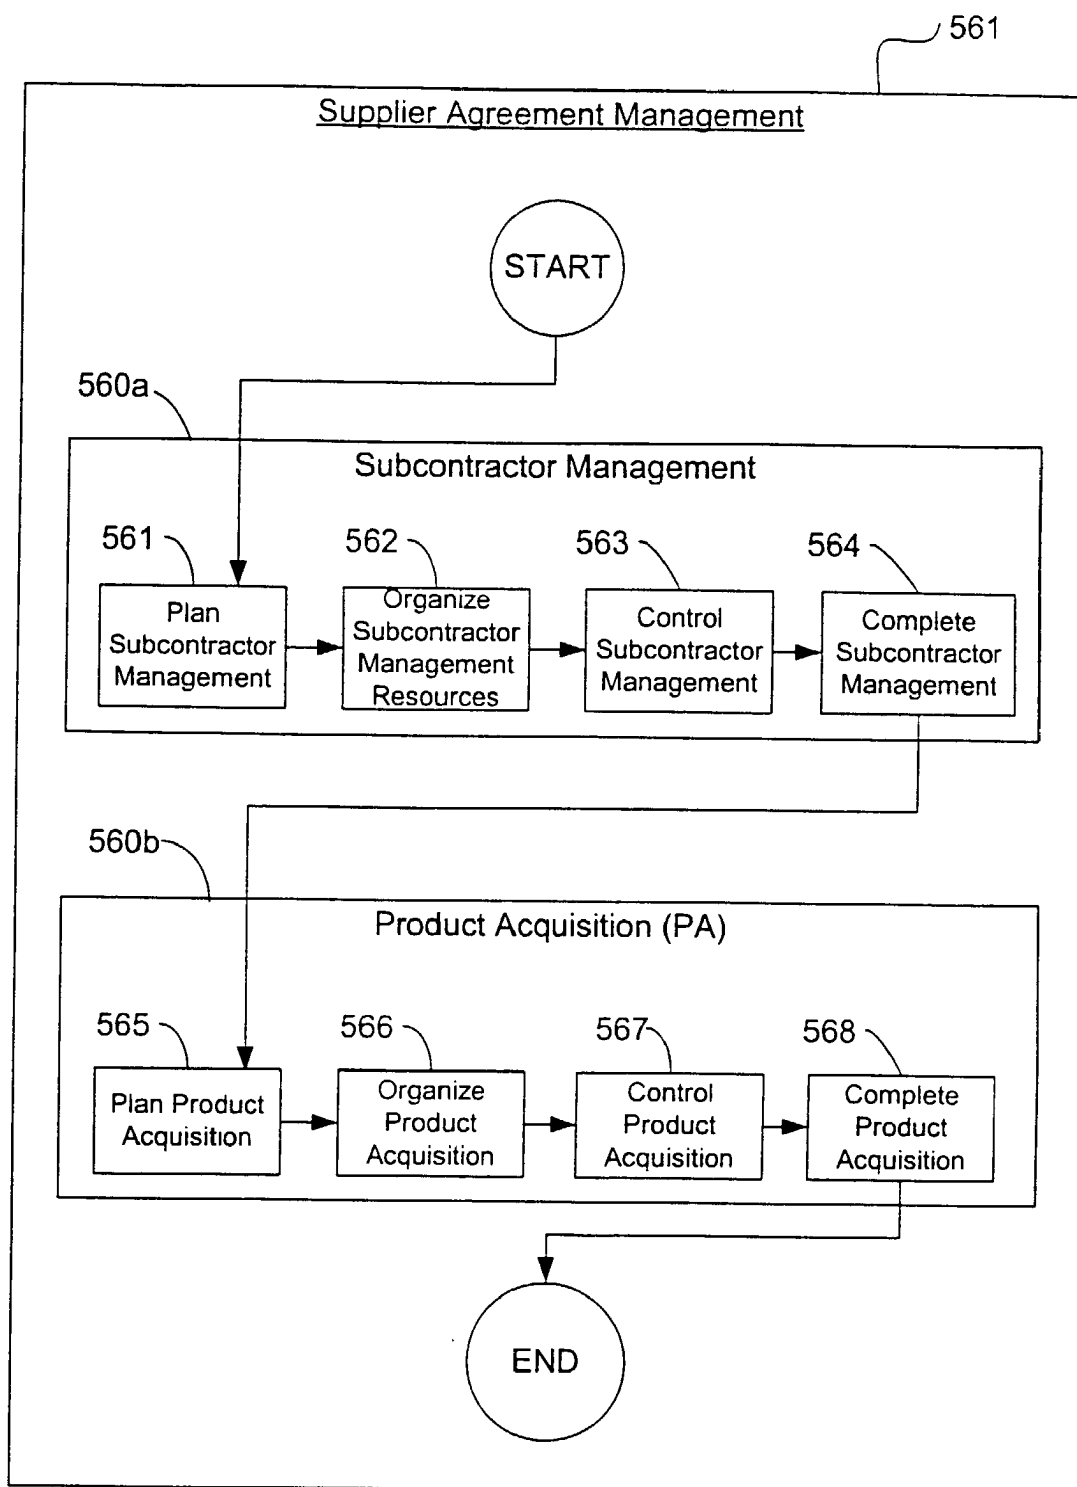 561
Supplier Agreement Management
START
560a
Subcontractor Management
561
562
563
564
Plan
Subcontractor
Management
Organize
Subcontractor
Management
Resources
Control
Subcontractor
Management
Complete
Subcontractor
Management
560b
Product Acquisition (PA)
565
566
567
568
Plan Product
Acquisition
Organize
Product
Acquisition
Control
Product
Acquisition
Complete
Product
Acquisition
END